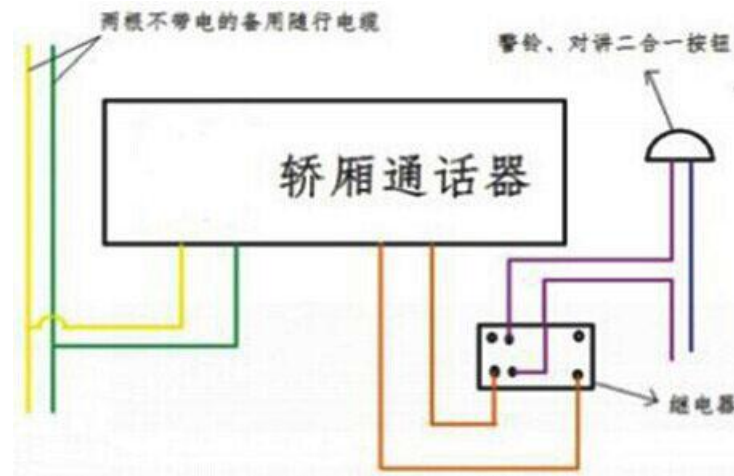 两根不带电的备用随行电缆
警铃、对讲二合一按钮
轿厢通话器
继电器